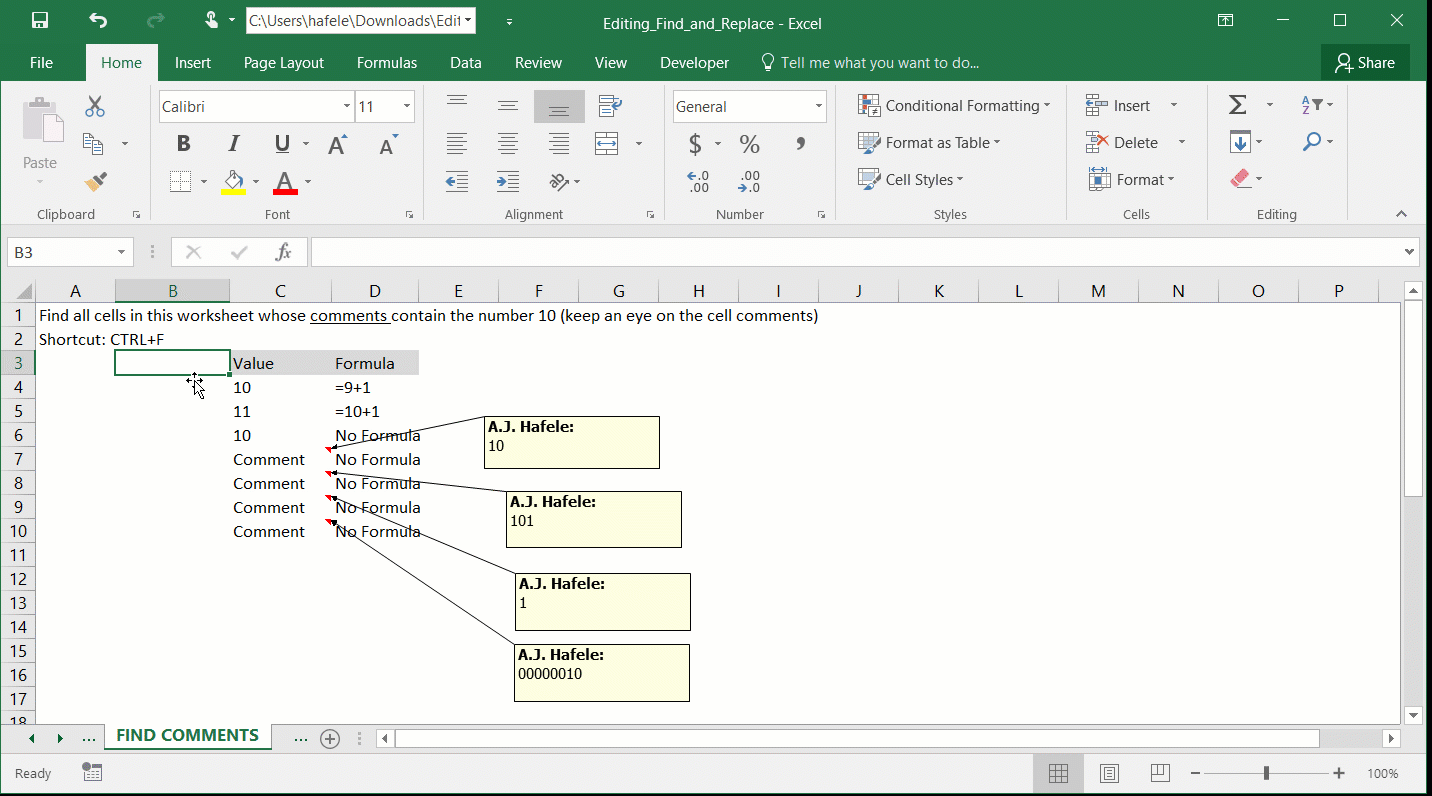 C:\Users\hafele\Downloads\Edit
Editing_Find_and_Replace - Excel
File Home Insert Page Layout Formulas Data Review View Developer Tell me what you want to do... Share
Calibri 11 General Conditional Formatting Insert Σ A Z
Paste B I U A A $ % , Format as Table Delete
A ab ←.0 .00 .00 →.0 Cell Styles Format
Clipboard Font Alignment Number Styles Cells Editing
B3 fx
A B C D E F G H I J K L M N O P
1 Find all cells in this worksheet whose comments contain the number 10 (keep an eye on the cell comments)
2 Shortcut: CTRL+F
3 Value Formula
4 10 =9+1
5 11 =10+1
6 10 No Formula
7 Comment No Formula
8 Comment No Formula
9 Comment No Formula
10 Comment No Formula
11
12
13
14
15
16
17
18
A.J. Hafele:
10
A.J. Hafele:
101
A.J. Hafele:
1
A.J. Hafele:
00000010
... FIND COMMENTS ...
Ready 100%